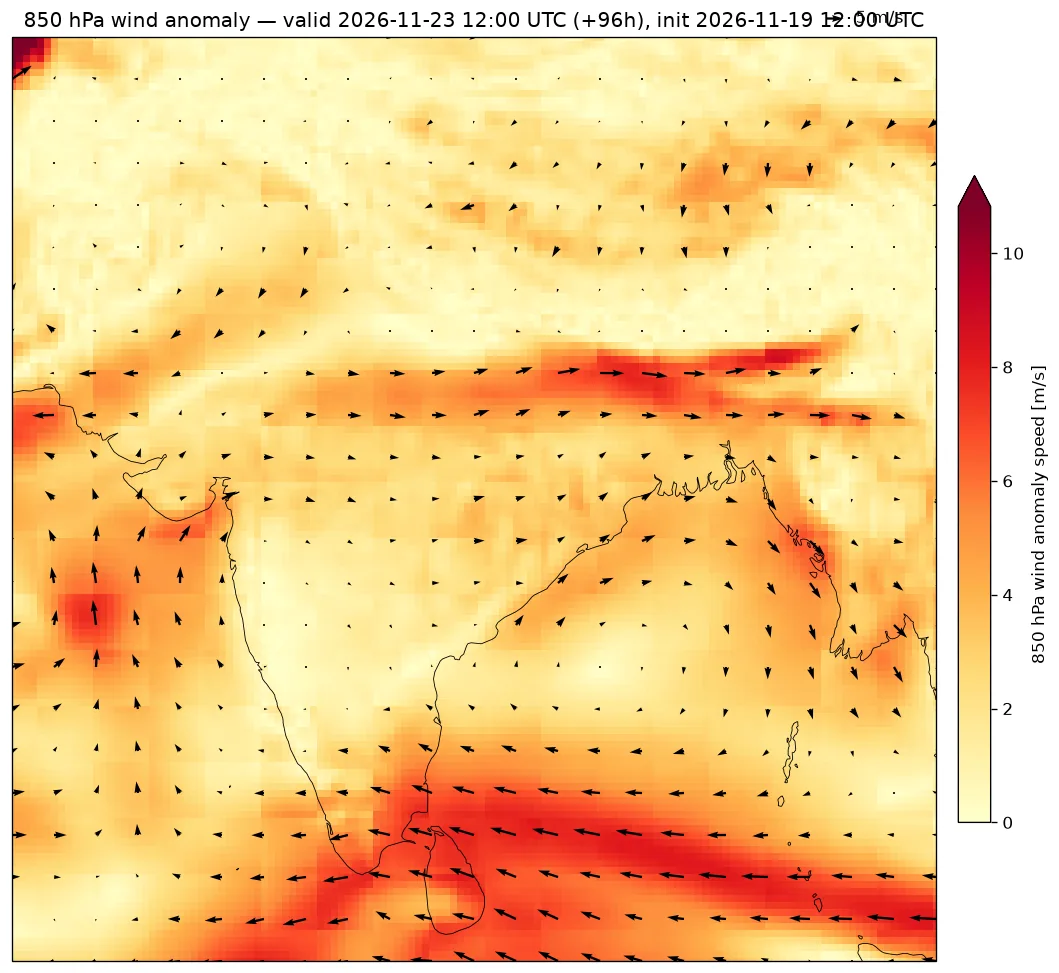 850 hPa wind anomaly — valid 2026-11-23 12:00 UTC (+96h), init 2026-11-19 12:00 UTC
5 m/s
10
8
6
4
2
0
850 hPa wind anomaly speed [m/s]